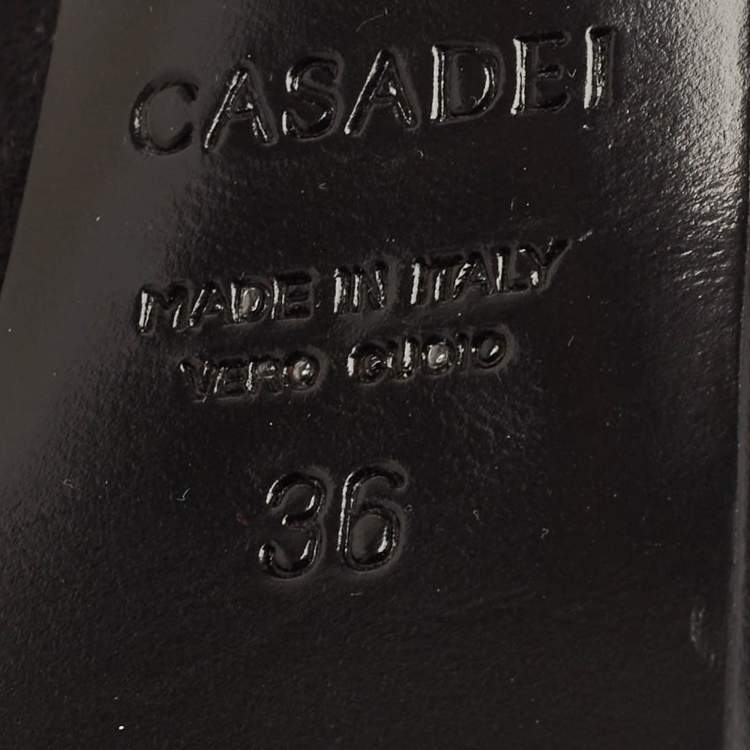 CASADEI
MADE IN ITALY
VERO CUOIO
36